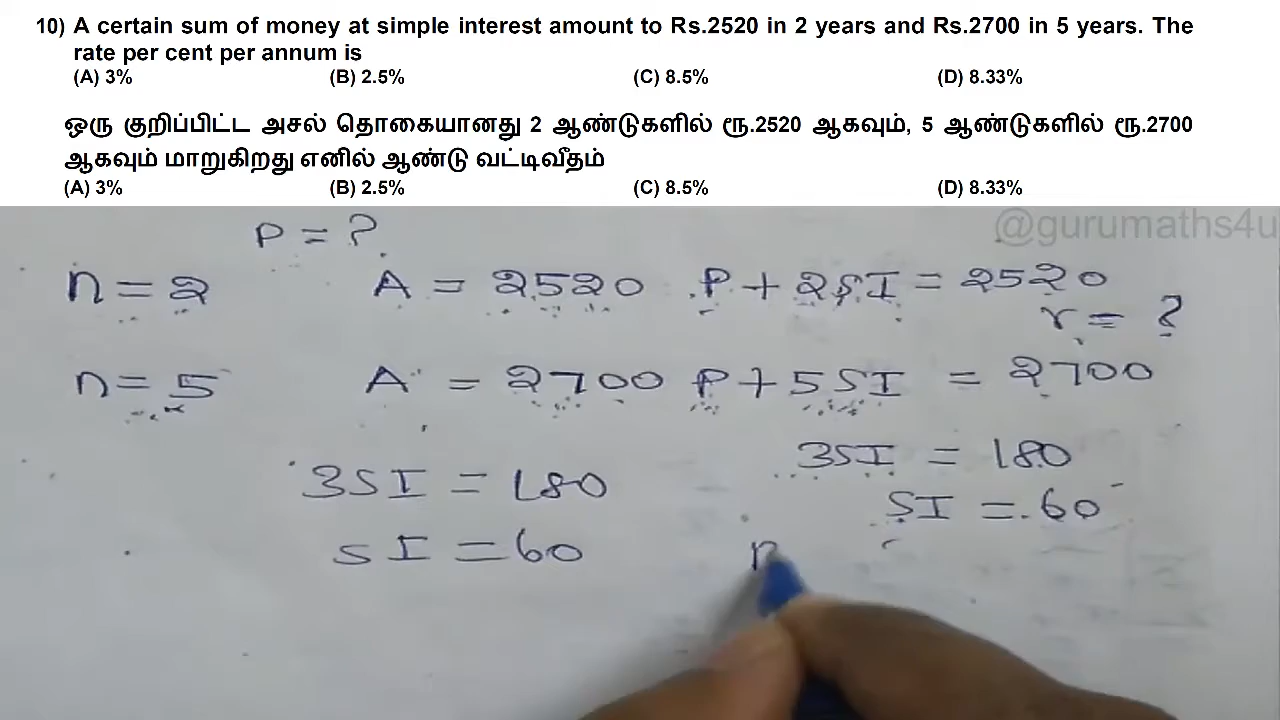 10) A certain sum of money at simple interest amount to Rs.2520 in 2 years and Rs.2700 in 5 years. The
rate per cent per annum is
(A) 3% (B) 2.5% (C) 8.5% (D) 8.33%
ஒரு குறிப்பிட்ட அசல் தொகையானது 2 ஆண்டுகளில் ரூ.2520 ஆகவும், 5 ஆண்டுகளில் ரூ.2700
ஆகவும் மாறுகிறது எனில் ஆண்டு வட்டிவீதம்
(A) 3% (B) 2.5% (C) 8.5% (D) 8.33%
@gurumaths4u
P = ?
n = 2 A = 2520 P + 2SI = 2520
r = ?
n = 5 A = 2700 P + 5SI = 2700
3SI = 180 3SI = 180
SI = 60
SI = 60